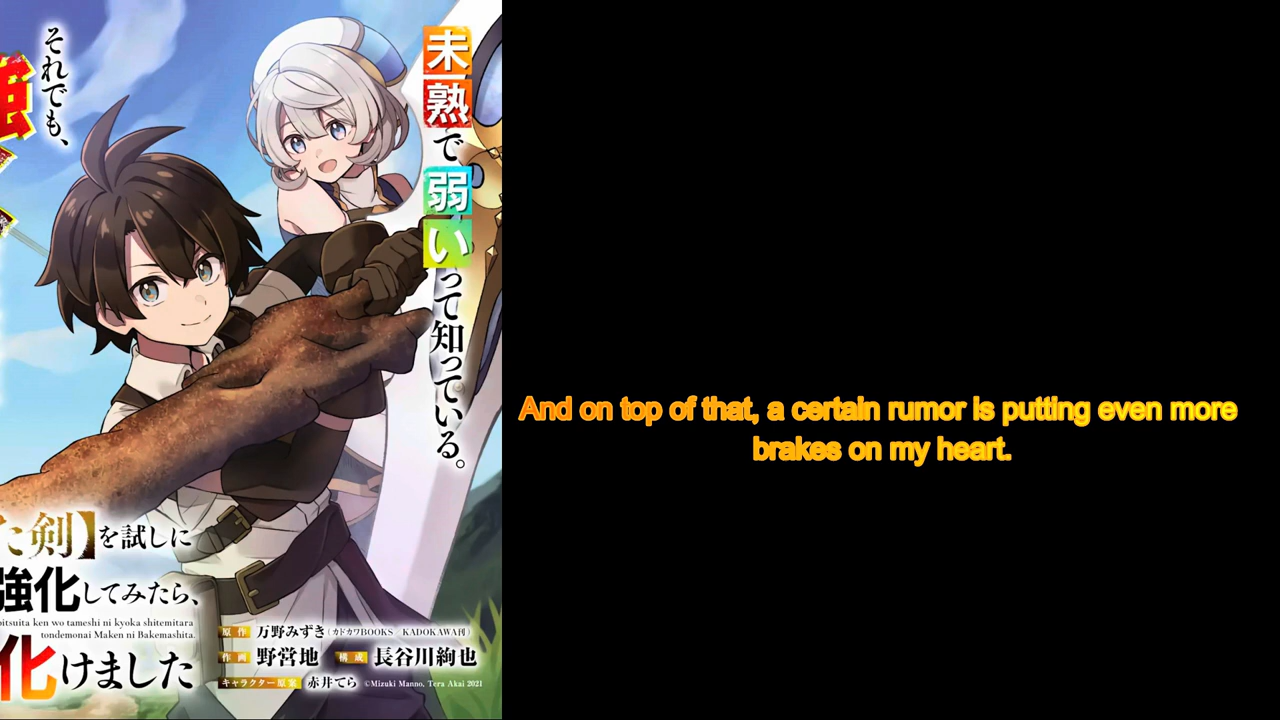 未熟で弱いって知っている。
それでも、
強
た剣】を試しに
強化してみたら、
bitsuita ken wo tameshi ni kyoka shitemitara
tondemonai Maken ni Bakemashita.
化けました
原作 万野みずき(カドカワBOOKS／KADOKAWA刊)
作画 野営地 構成 長谷川絢也
キャラクター原案 赤井てら ©Mizuki Manno, Tera Akai 2021
And on top of that, a certain rumor is putting even more
brakes on my heart.